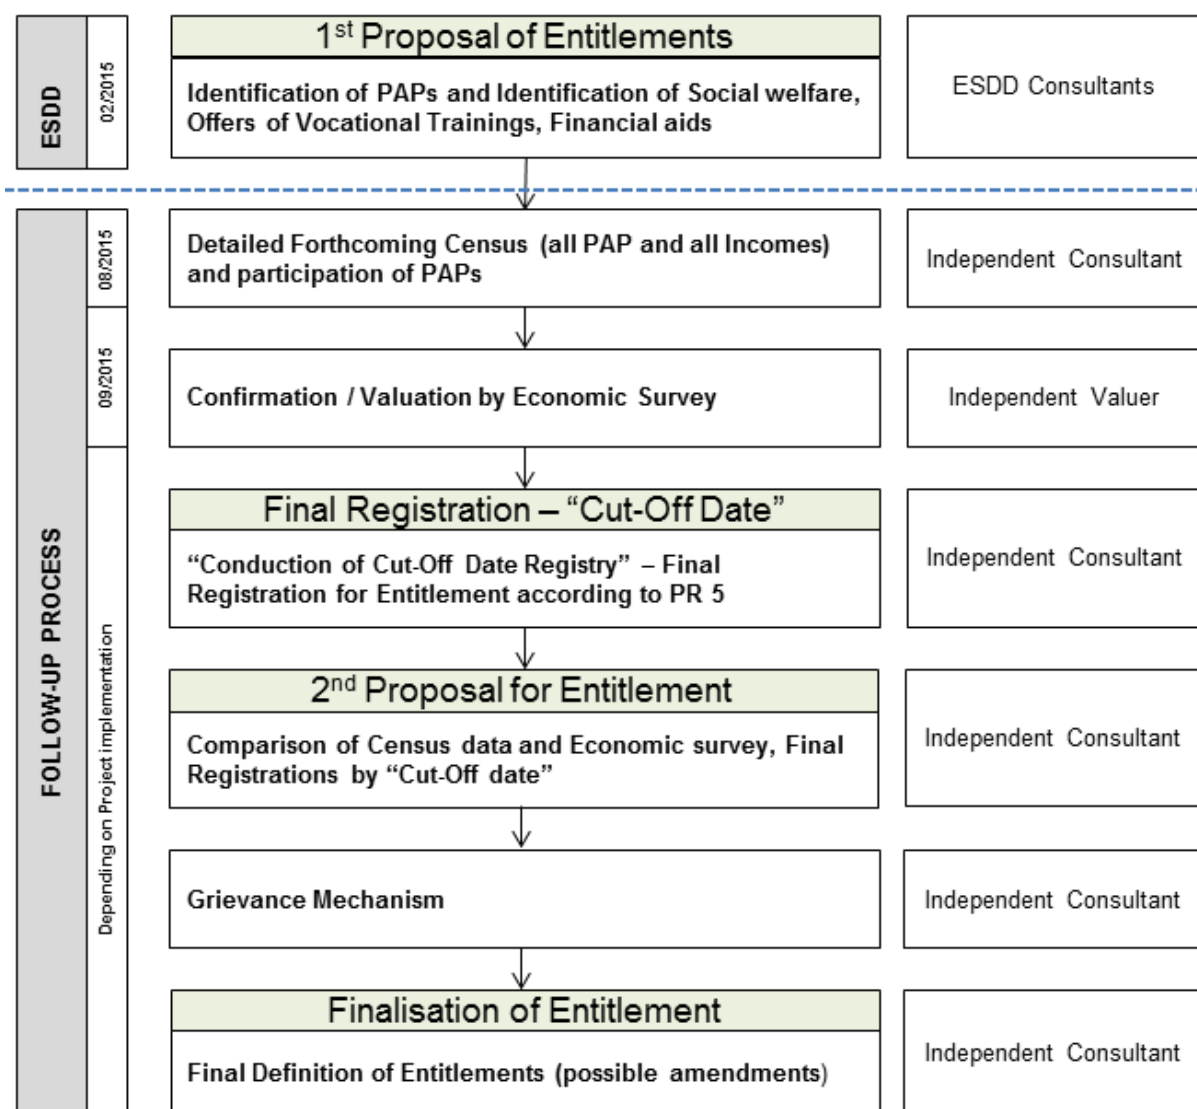 ESDD
02/2015
1st Proposal of Entitlements
Identification of PAPs and Identification of Social welfare,
Offers of Vocational Trainings, Financial aids
ESDD Consultants
FOLLOW-UP PROCESS
08/2015
Detailed Forthcoming Census (all PAP and all Incomes)
and participation of PAPs
Independent Consultant
09/2015
Confirmation / Valuation by Economic Survey
Independent Valuer
Depending on Project implementation
Final Registration – “Cut-Off Date”
“Conduction of Cut-Off Date Registry” – Final
Registration for Entitlement according to PR 5
Independent Consultant
2nd Proposal for Entitlement
Comparison of Census data and Economic survey, Final
Registrations by “Cut-Off date”
Independent Consultant
Grievance Mechanism
Independent Consultant
Finalisation of Entitlement
Final Definition of Entitlements (possible amendments)
Independent Consultant